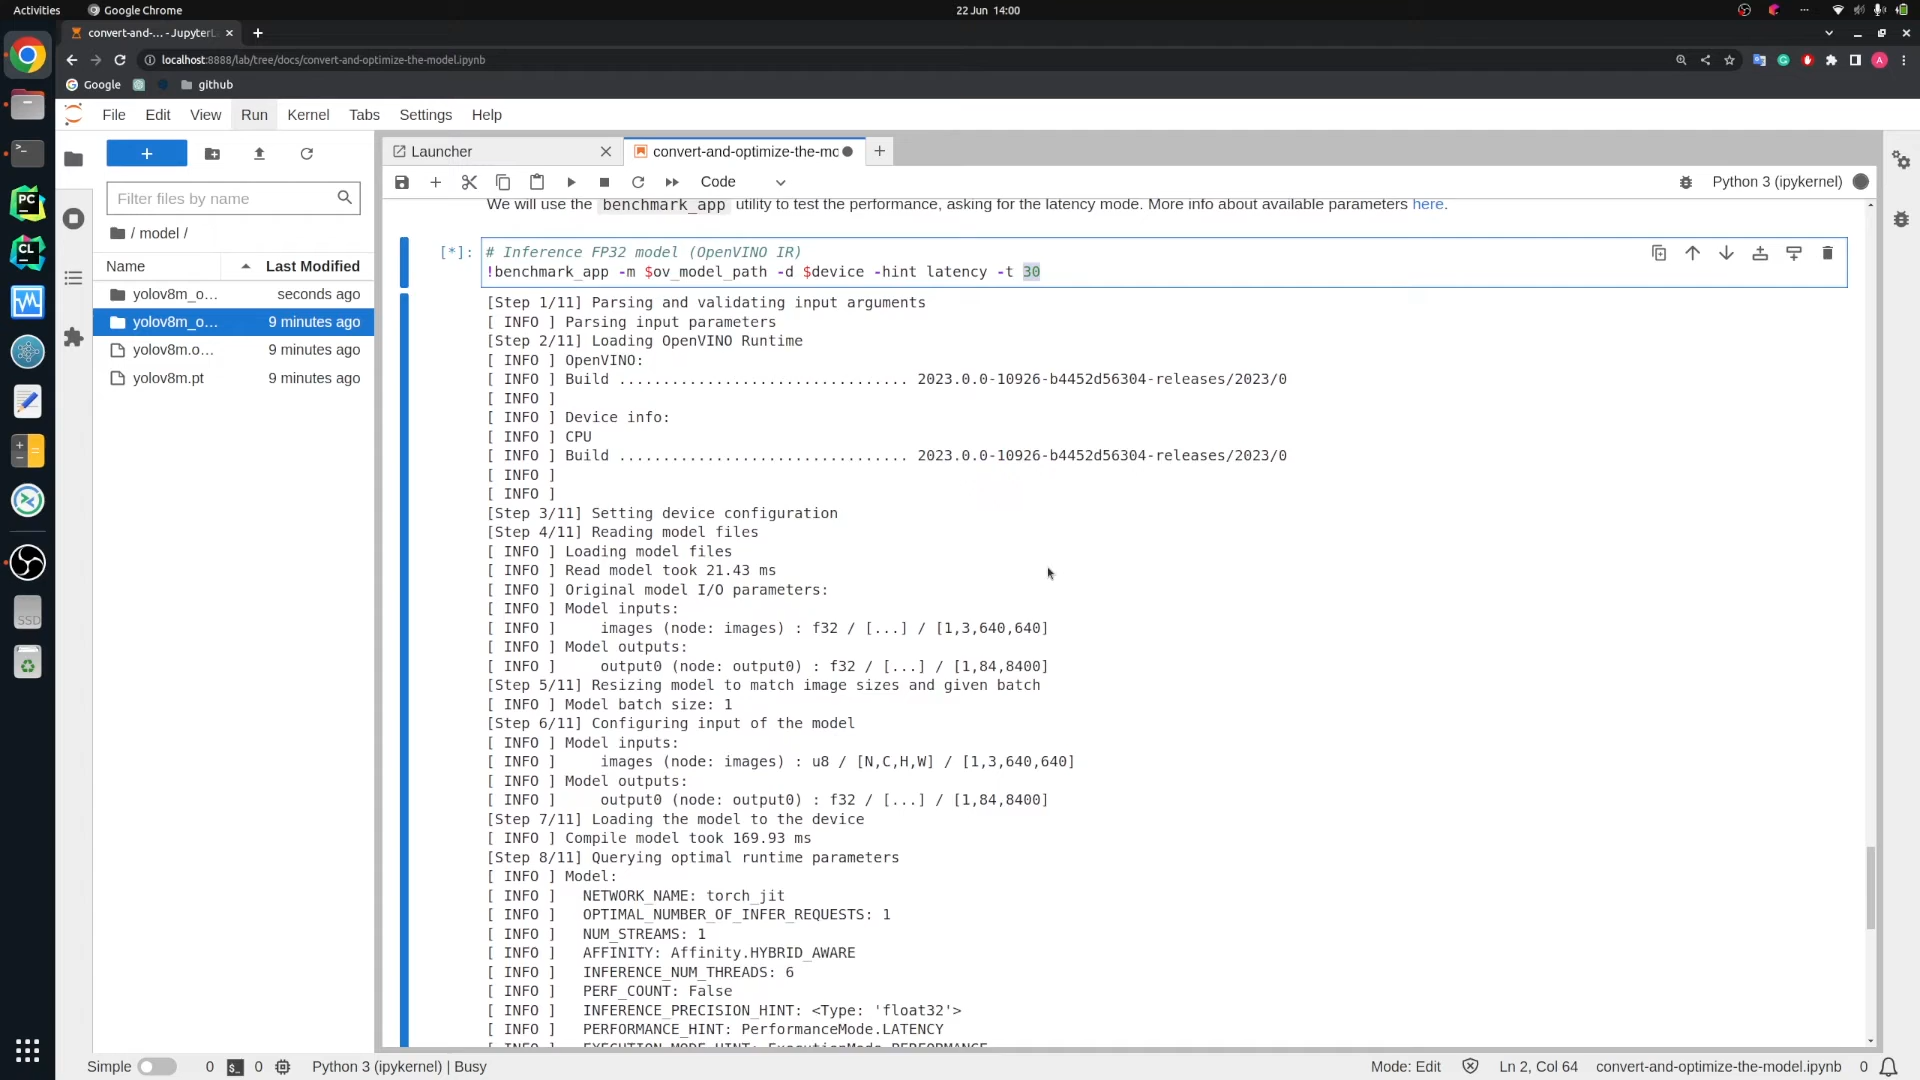 Activities
Google Chrome
22 Jun 14:00
convert-and-... - JupyterL
localhost:8888/lab/tree/docs/convert-and-optimize-the-model.ipynb
Google
github
File Edit View Run Kernel Tabs Settings Help
Launcher
convert-and-optimize-the-mo
Filter files by name
Code
Python 3 (ipykernel)
/ model /
Name
Last Modified
yolov8m_o... seconds ago
yolov8m_o... 9 minutes ago
yolov8m.o... 9 minutes ago
yolov8m.pt 9 minutes ago
We will use the benchmark_app utility to test the performance, asking for the latency mode. More info about available parameters here.
[*]:
# Inference FP32 model (OpenVINO IR)
!benchmark_app -m $ov_model_path -d $device -hint latency -t 30
[Step 1/11] Parsing and validating input arguments
[ INFO ] Parsing input parameters
[Step 2/11] Loading OpenVINO Runtime
[ INFO ] OpenVINO:
[ INFO ] Build ................................. 2023.0.0-10926-b4452d56304-releases/2023/0
[ INFO ]
[ INFO ] Device info:
[ INFO ] CPU
[ INFO ] Build ................................. 2023.0.0-10926-b4452d56304-releases/2023/0
[ INFO ]
[ INFO ]
[Step 3/11] Setting device configuration
[Step 4/11] Reading model files
[ INFO ] Loading model files
[ INFO ] Read model took 21.43 ms
[ INFO ] Original model I/O parameters:
[ INFO ] Model inputs:
[ INFO ] images (node: images) : f32 / [...] / [1,3,640,640]
[ INFO ] Model outputs:
[ INFO ] output0 (node: output0) : f32 / [...] / [1,84,8400]
[Step 5/11] Resizing model to match image sizes and given batch
[ INFO ] Model batch size: 1
[Step 6/11] Configuring input of the model
[ INFO ] Model inputs:
[ INFO ] images (node: images) : u8 / [N,C,H,W] / [1,3,640,640]
[ INFO ] Model outputs:
[ INFO ] output0 (node: output0) : f32 / [...] / [1,84,8400]
[Step 7/11] Loading the model to the device
[ INFO ] Compile model took 169.93 ms
[Step 8/11] Querying optimal runtime parameters
[ INFO ] Model:
[ INFO ] NETWORK_NAME: torch_jit
[ INFO ] OPTIMAL_NUMBER_OF_INFER_REQUESTS: 1
[ INFO ] NUM_STREAMS: 1
[ INFO ] AFFINITY: Affinity.HYBRID_AWARE
[ INFO ] INFERENCE_NUM_THREADS: 6
[ INFO ] PERF_COUNT: False
[ INFO ] INFERENCE_PRECISION_HINT: <Type: 'float32'>
[ INFO ] PERFORMANCE_HINT: PerformanceMode.LATENCY
Simple 0 0 Python 3 (ipykernel) | Busy
Mode: Edit Ln 2, Col 64 convert-and-optimize-the-model.ipynb 0
PC
CL
SSD